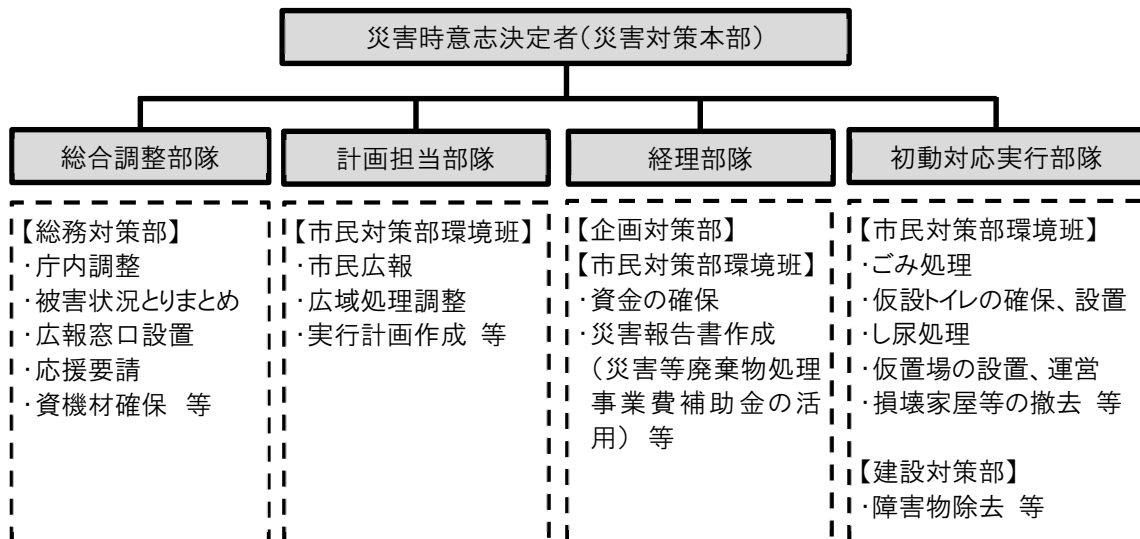 災害時意志決定者（災害対策本部）
総合調整部隊
計画担当部隊
経理部隊
初動対応実行部隊
【総務対策部】
・庁内調整
・被害状況とりまとめ
・広報窓口設置
・応援要請
・資機材確保 等
【市民対策部環境班】
・市民広報
・広域処理調整
・実行計画作成 等
【企画対策部】
【市民対策部環境班】
・資金の確保
・災害報告書作成
（災害等廃棄物処理
事業費補助金の活
用） 等
【市民対策部環境班】
・ごみ処理
・仮設トイレの確保、設置
・し尿処理
・仮置場の設置、運営
・損壊家屋等の撤去 等
【建設対策部】
・障害物除去 等